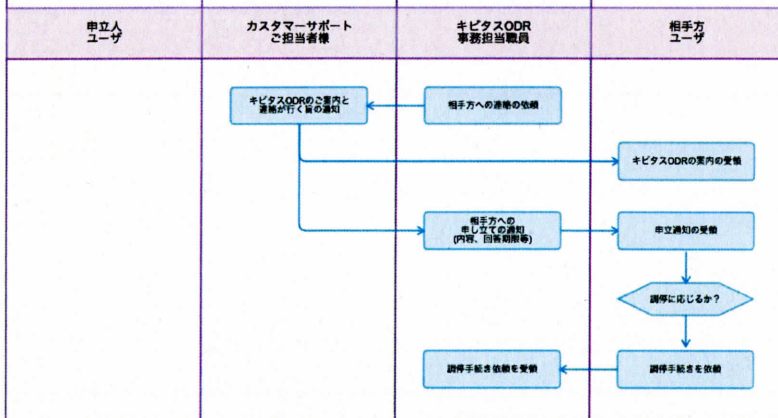 申立人
ユーザ
カスタマーサポート
ご担当者様
キビタスODR
事務担当職員
相手方
ユーザ
キビタスODRのご案内と
連絡が行く旨の通知
相手方への連絡の依頼
キビタスODRの案内の受領
相手方への
申し立ての通知
(内容、回答期限等)
申立通知の受領
調停に応じるか？
調停手続き依頼を受領
調停手続きを依頼